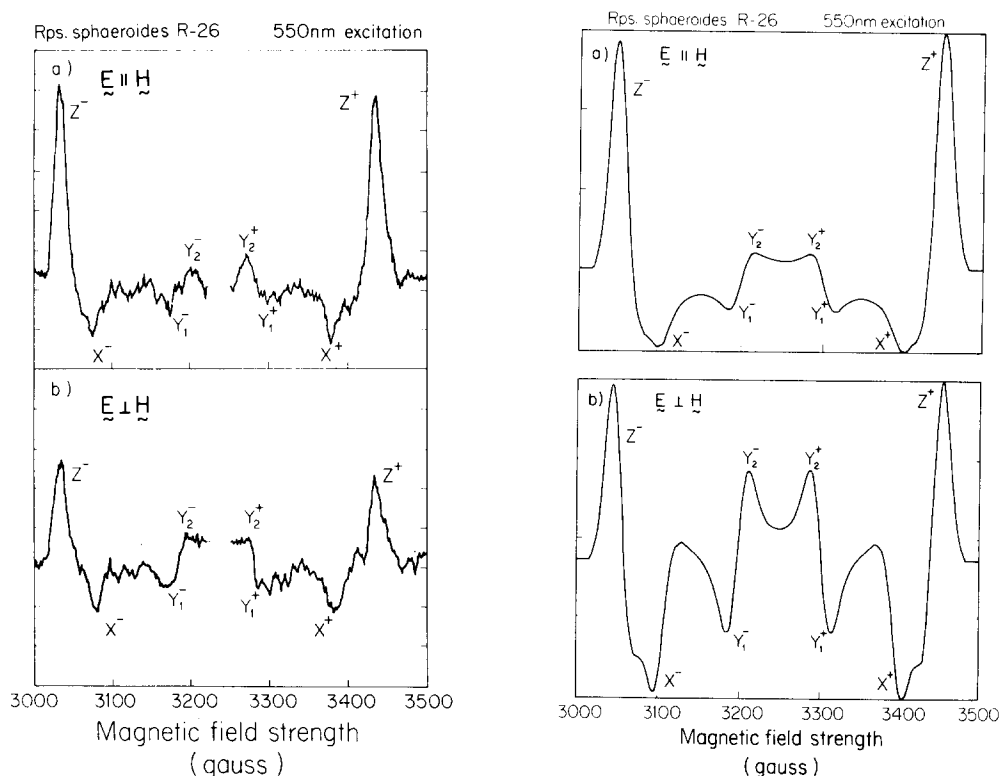 Rps. sphaeroides R-26 550nm excitation
a)
E || H
Z⁻
Z⁺
Y₂⁻
Y₂⁺
Y₁⁻
Y₁⁺
X⁻
X⁺
b)
E ⊥ H
Z⁻
Z⁺
Y₂⁻
Y₂⁺
Y₁⁻
Y₁⁺
X⁻
X⁺
3000 3100 3200 3300 3400 3500
Magnetic field strength
(gauss)
Rps. sphaeroides R-26 550nm excitation
a)
E || H
Z⁻
Z⁺
Y₂⁻
Y₂⁺
Y₁⁻
Y₁⁺
X⁻
X⁺
b)
E ⊥ H
Z⁻
Z⁺
Y₂⁻
Y₂⁺
Y₁⁻
Y₁⁺
X⁻
X⁺
3000 3100 3200 3300 3400 3500
Magnetic field strength
(gauss)